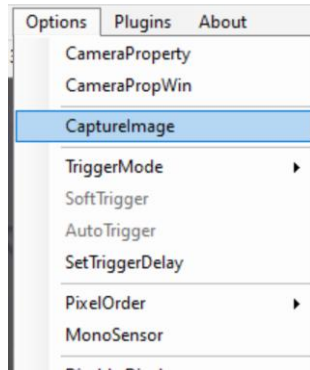 Options Plugins About
CameraProperty
CameraPropWin
CaptureImage
TriggerMode
SoftTrigger
AutoTrigger
SetTriggerDelay
PixelOrder
MonoSensor